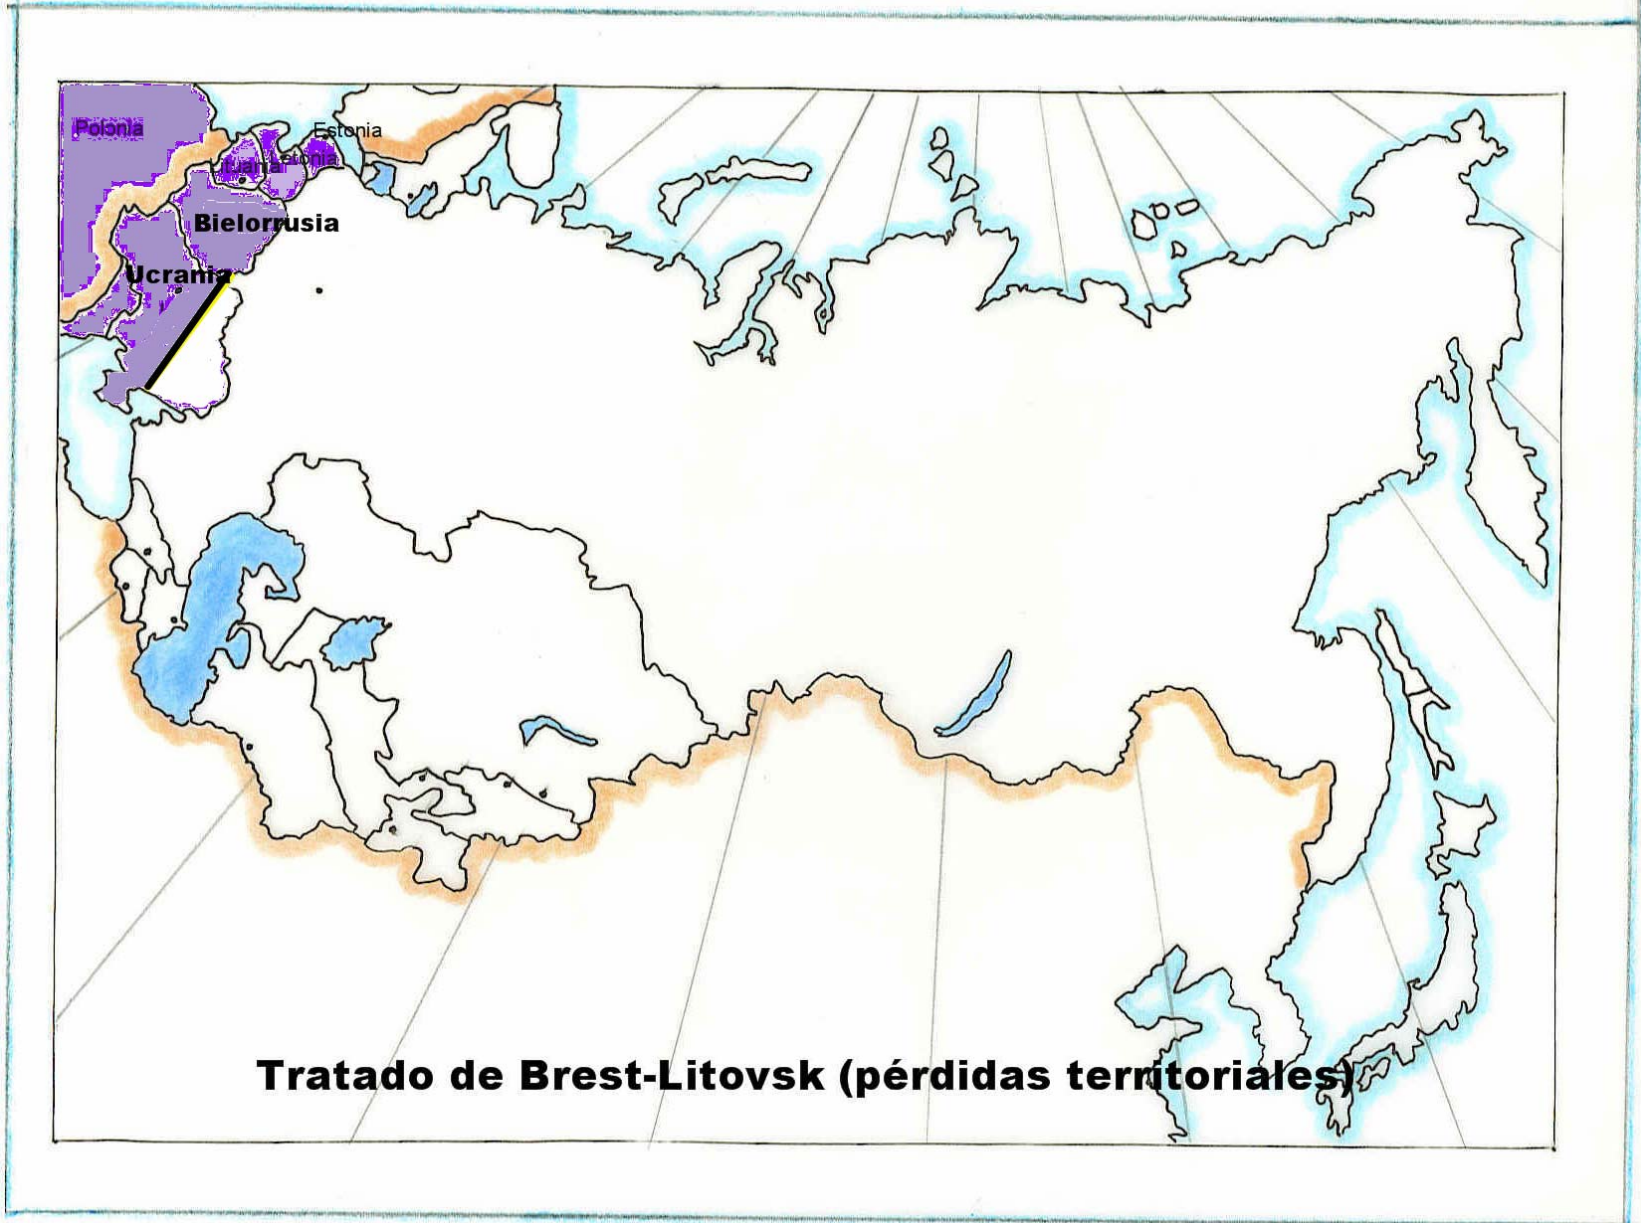 Polonia
Estonia
Letonia
Lituania
Bielorrusia
Ucrania
Tratado de Brest-Litovsk (pérdidas territoriales)